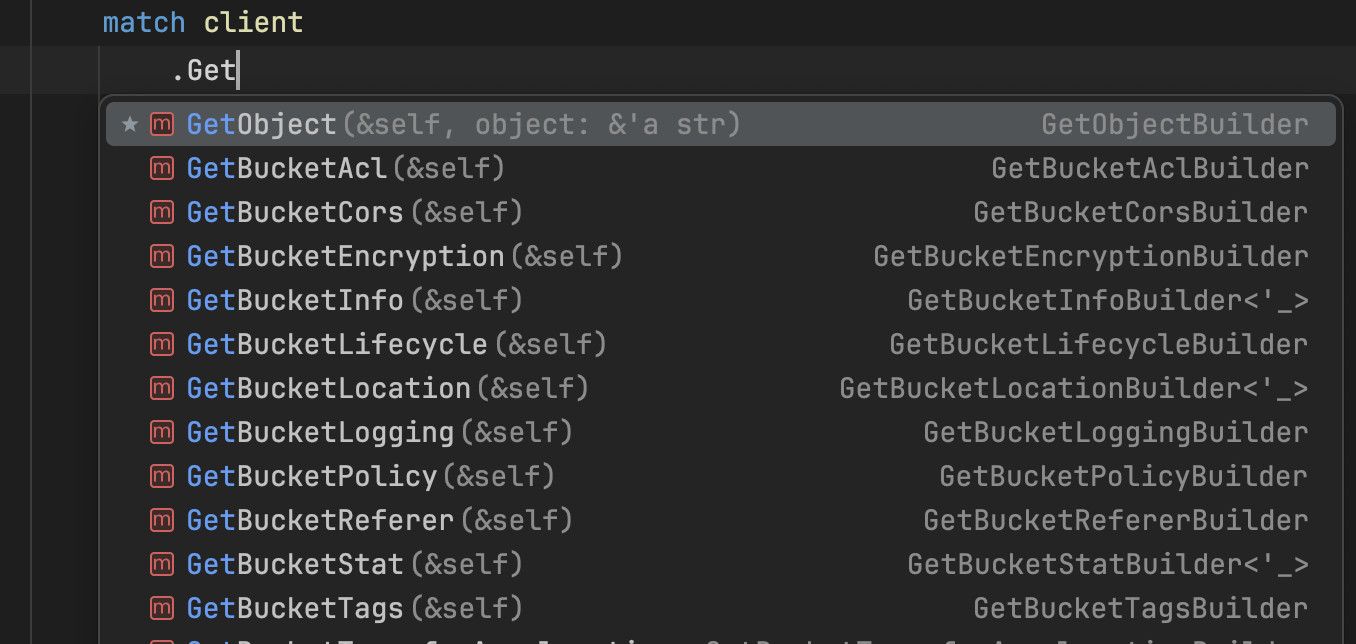 match client
.Get
★ m GetObject(&self, object: &'a str) GetObjectBuilder
m GetBucketAcl(&self) GetBucketAclBuilder
m GetBucketCors(&self) GetBucketCorsBuilder
m GetBucketEncryption(&self) GetBucketEncryptionBuilder
m GetBucketInfo(&self) GetBucketInfoBuilder<'_>
m GetBucketLifecycle(&self) GetBucketLifecycleBuilder
m GetBucketLocation(&self) GetBucketLocationBuilder<'_>
m GetBucketLogging(&self) GetBucketLoggingBuilder
m GetBucketPolicy(&self) GetBucketPolicyBuilder
m GetBucketReferer(&self) GetBucketRefererBuilder
m GetBucketStat(&self) GetBucketStatBuilder<'_>
m GetBucketTags(&self) GetBucketTagsBuilder